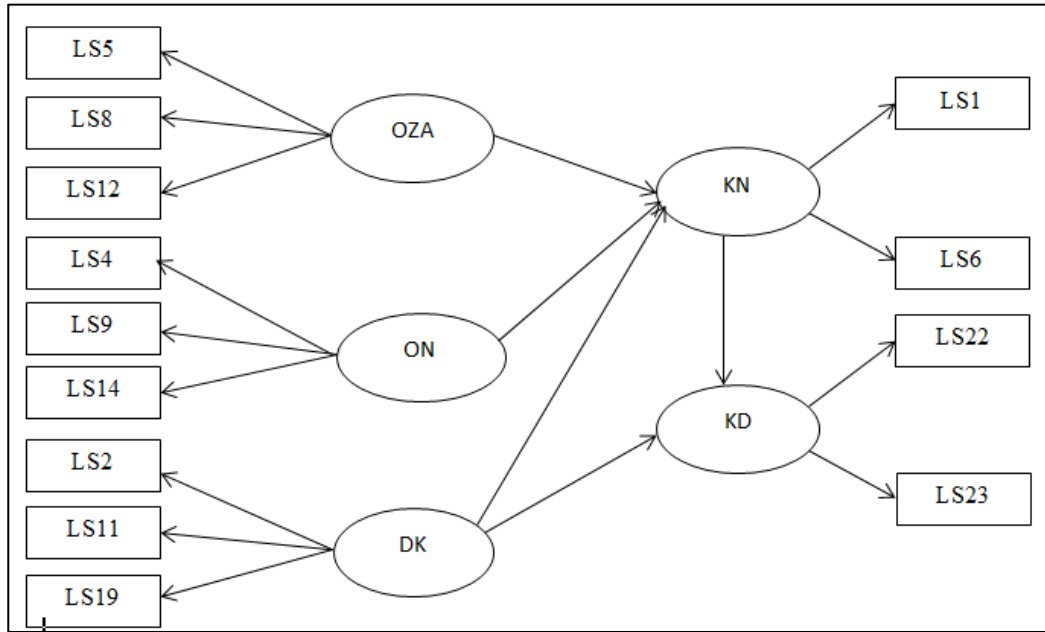 LS5
LS8
LS12
LS4
LS9
LS14
LS2
LS11
LS19
OZA
ON
DK
KN
KD
LS1
LS6
LS22
LS23